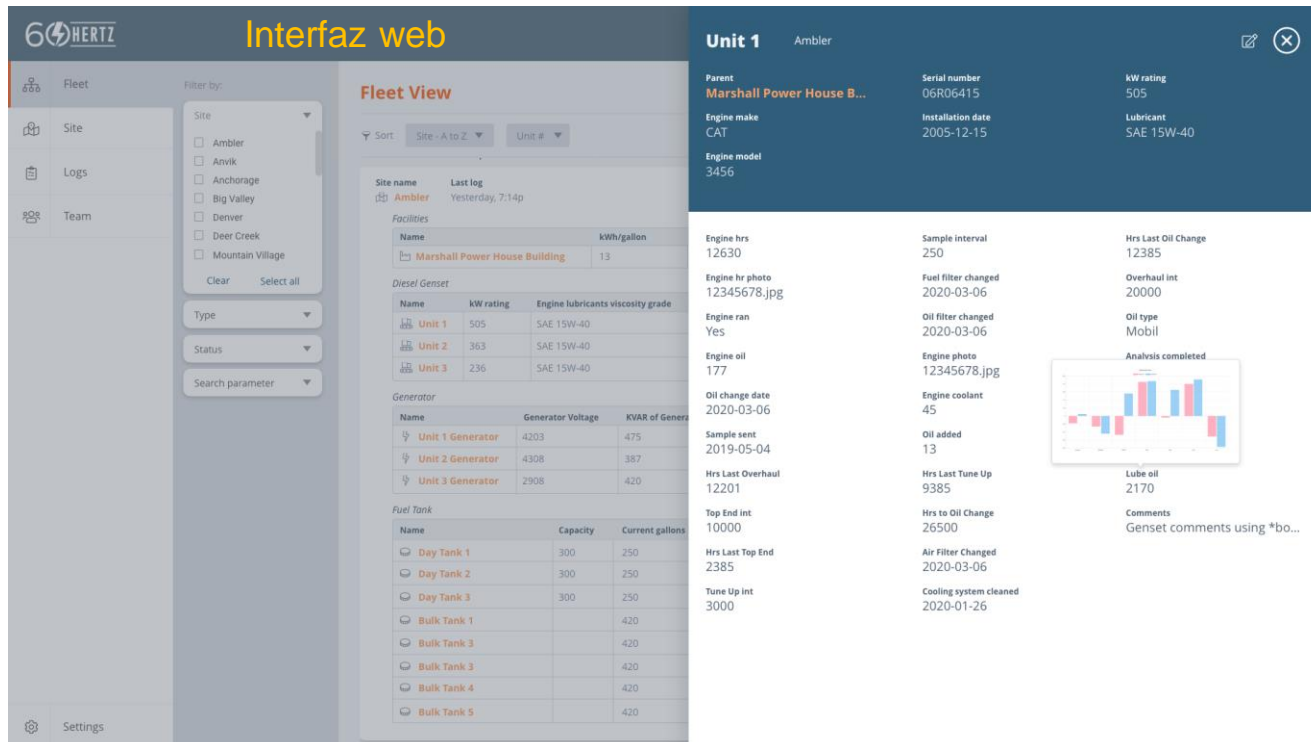 60HERTZ
Interfaz web
Fleet
Site
Logs
Team
Settings
Filter by:
Site
Ambler
Anvik
Anchorage
Big Valley
Denver
Deer Creek
Mountain Village
Clear Select all
Type
Status
Search parameter
Fleet View
Sort Site - A to Z Unit #
Site name Last log
Ambler Yesterday, 7:14p
Facilities
Name kWh/gallon
Marshall Power House Building 13
Diesel Genset
Name kW rating Engine lubricants viscosity grade
Unit 1 505 SAE 15W-40
Unit 2 363 SAE 15W-40
Unit 3 236 SAE 15W-40
Generator
Name Generator Voltage KVAR of Genera
Unit 1 Generator 4203 475
Unit 2 Generator 4308 387
Unit 3 Generator 2908 420
Fuel Tank
Name Capacity Current gallons
Day Tank 1 300 250
Day Tank 2 300 250
Day Tank 3 300 250
Bulk Tank 1 420
Bulk Tank 3 420
Bulk Tank 3 420
Bulk Tank 4 420
Bulk Tank 5 420
Unit 1 Ambler
Parent Serial number kW rating
Marshall Power House B... 06R06415 505
Engine make Installation date Lubricant
CAT 2005-12-15 SAE 15W-40
Engine model
3456
Engine hrs Sample interval Hrs Last Oil Change
12630 250 12385
Engine hr photo Fuel filter changed Overhaul int
12345678.jpg 2020-03-06 20000
Engine ran Oil filter changed Oil type
Yes 2020-03-06 Mobil
Engine oil Engine photo Analysis completed
177 12345678.jpg
Oil change date Engine coolant
2020-03-06 45
Sample sent Oil added
2019-05-04 13
Hrs Last Overhaul Hrs Last Tune Up Lube oil
12201 9385 2170
Top End int Hrs to Oil Change Comments
10000 26500 Genset comments using *bo...
Hrs Last Top End Air Filter Changed
2385 2020-03-06
Tune Up int Cooling system cleaned
3000 2020-01-26